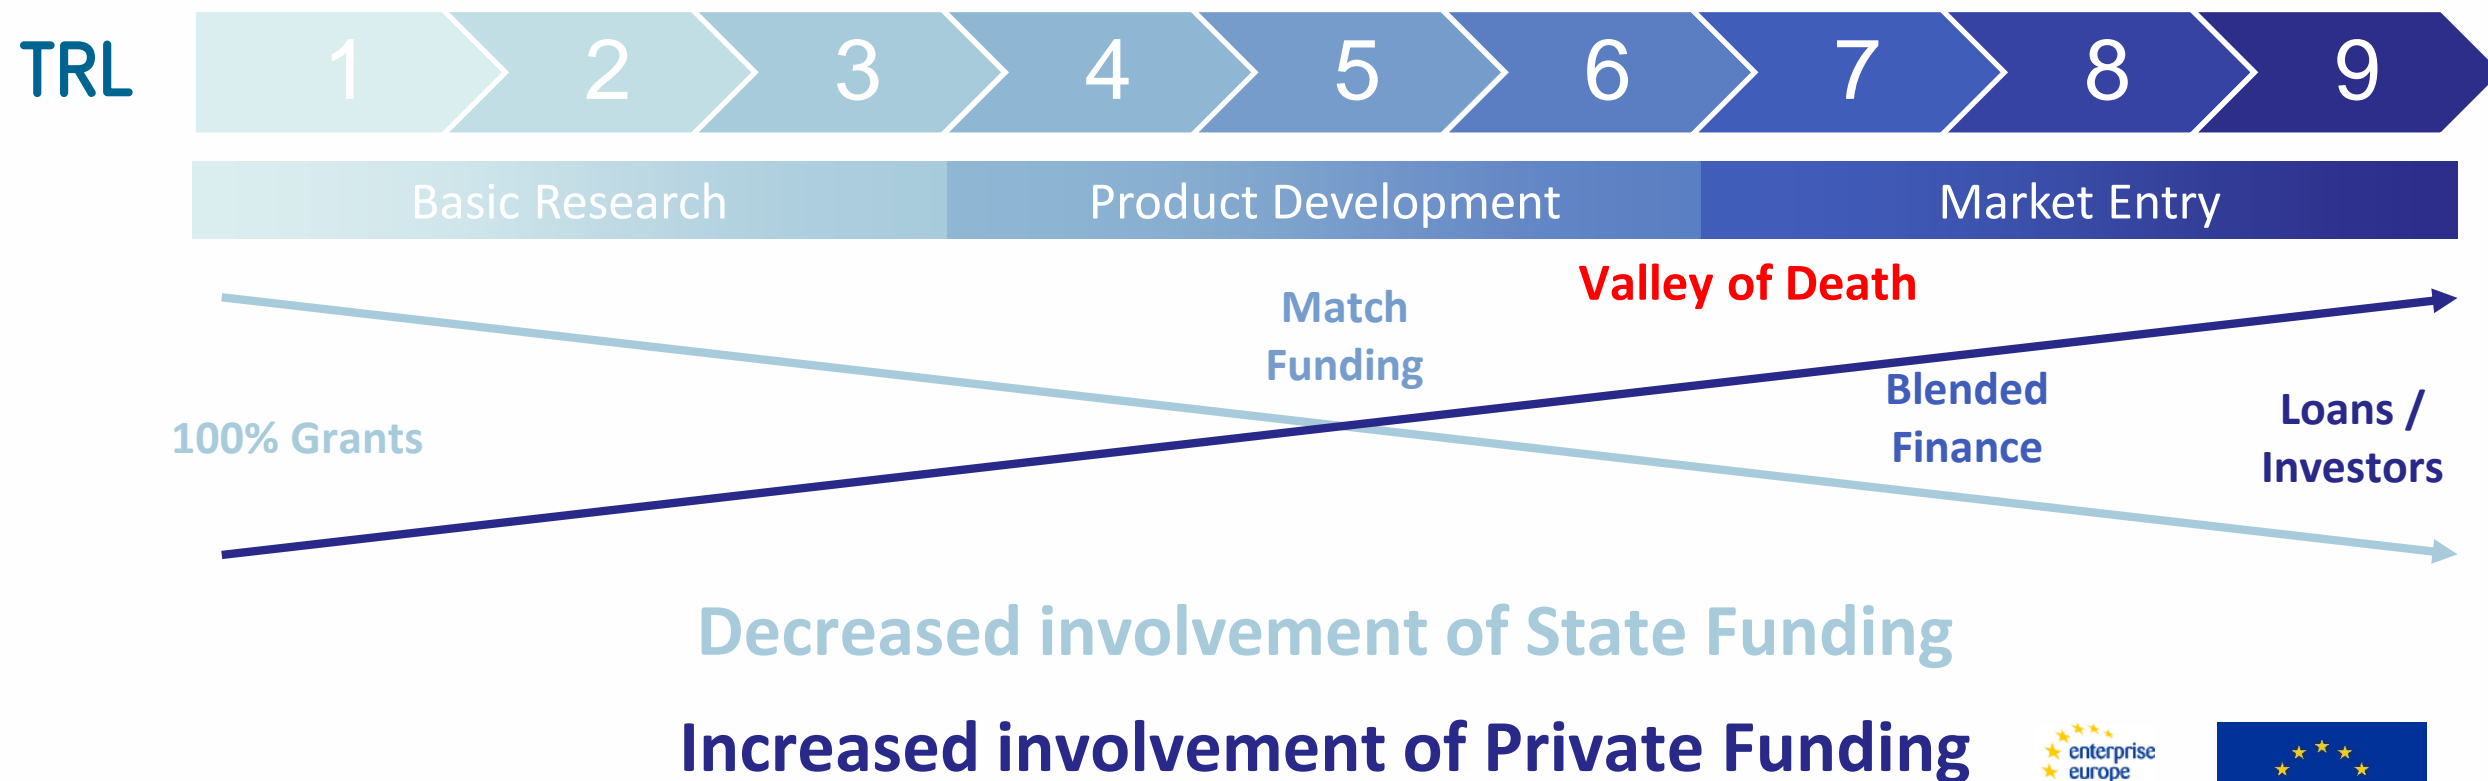 TRL 1 2 3 4 5 6 7 8 9
Basic Research Product Development Market Entry
Valley of Death
Match
Funding
Blended
Finance
Loans /
Investors
100% Grants
Decreased involvement of State Funding
Increased involvement of Private Funding
enterprise
europe